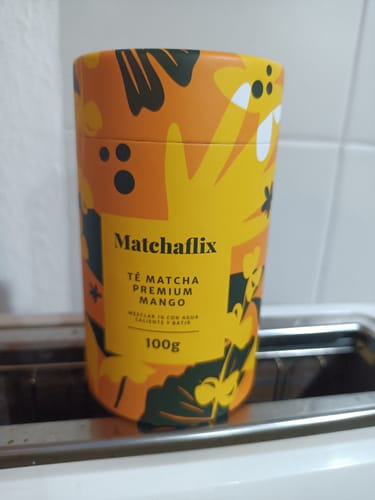 Matchaflix
TÉ MATCHA
PREMIUM
MANGO
MEZCLAR 1G CON AGUA
CALIENTE Y BATIR
100g